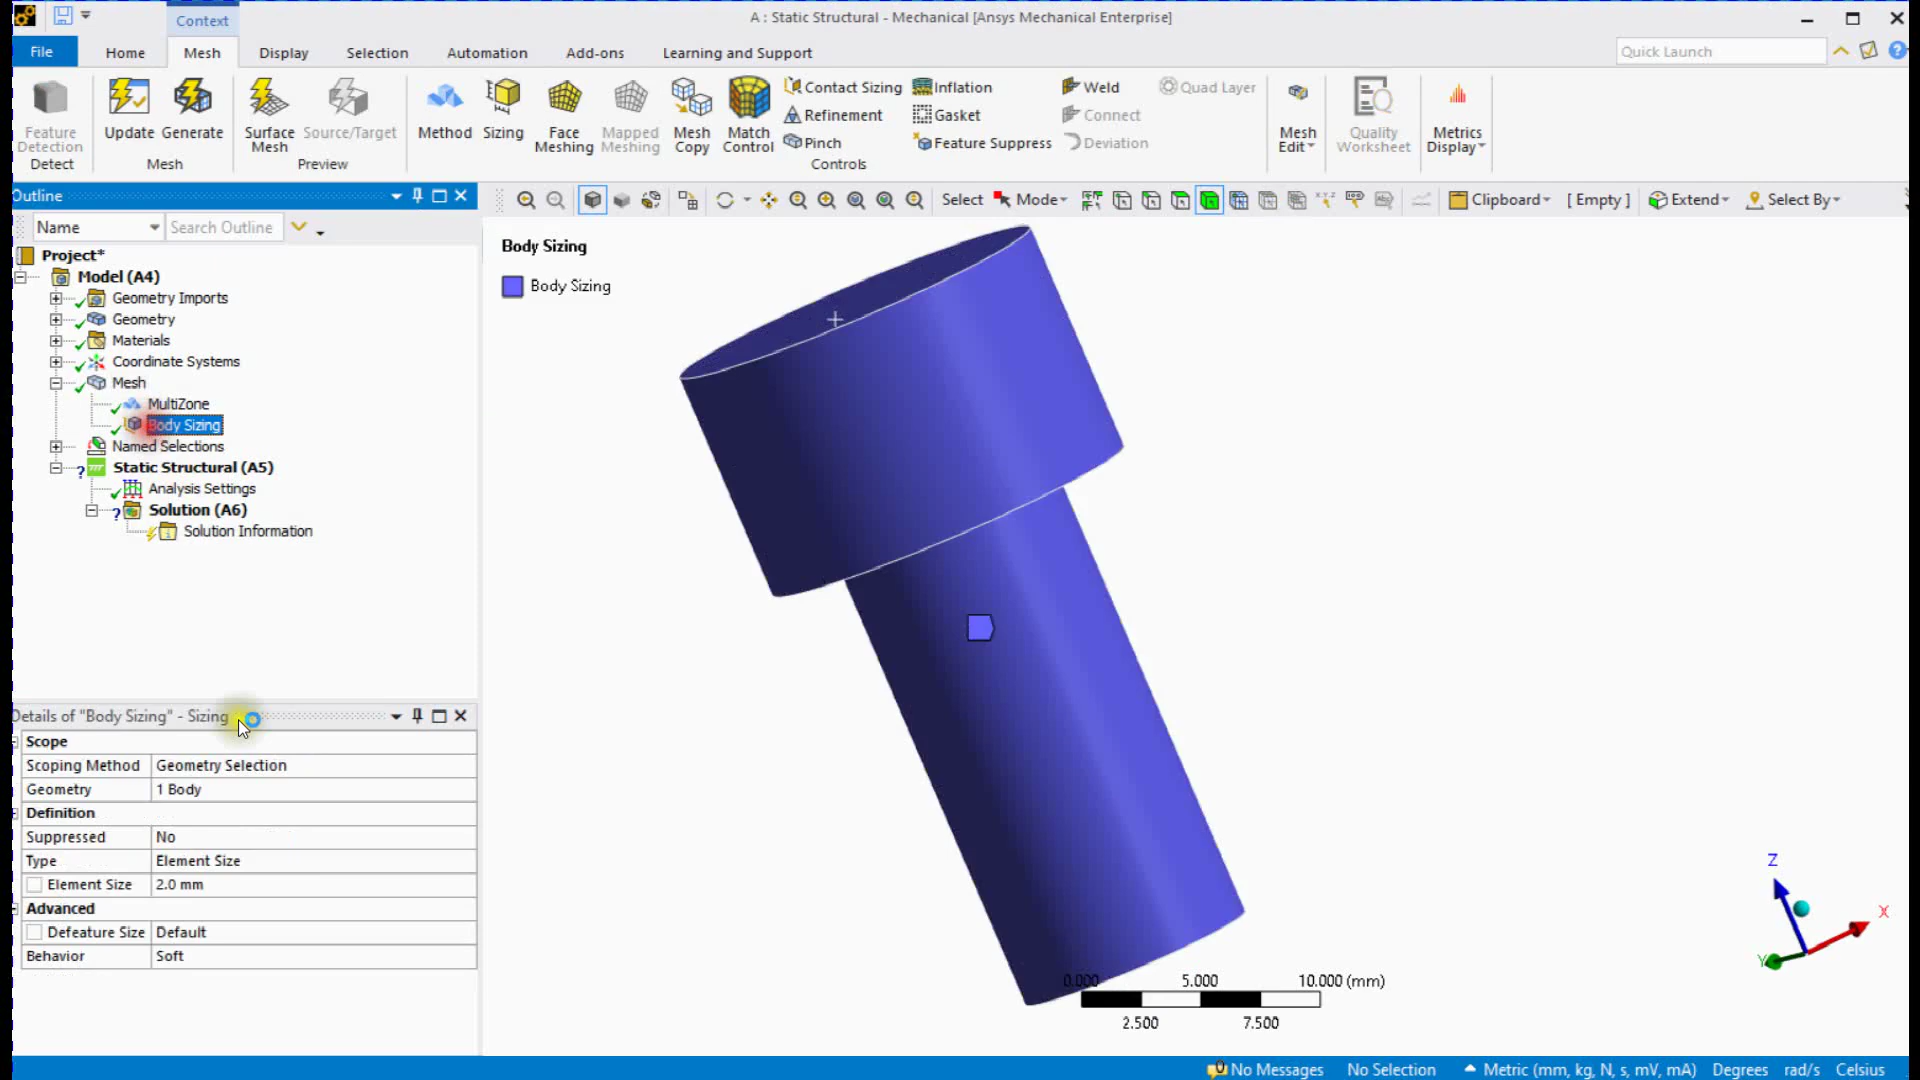 Context
A : Static Structural - Mechanical [Ansys Mechanical Enterprise]
File Home Mesh Display Selection Automation Add-ons Learning and Support
Quick Launch
Feature Detection
Detect
Update Generate
Mesh
Surface Mesh Source/Target
Preview
Method Sizing Face Meshing Mapped Meshing Mesh Copy Match Control
Contact Sizing
Refinement
Pinch
Inflation
Gasket
Feature Suppress
Weld
Connect
Deviation
Quad Layer
Controls
Mesh Edit
Quality Worksheet
Metrics Display
Outline
Name Search Outline
Select Mode Clipboard [ Empty ] Extend Select By
Project*
Model (A4)
Geometry Imports
Geometry
Materials
Coordinate Systems
Mesh
MultiZone
Body Sizing
Named Selections
Static Structural (A5)
Analysis Settings
Solution (A6)
Solution Information
Body Sizing
Body Sizing
Details of "Body Sizing" - Sizing
Scope
Scoping Method Geometry Selection
Geometry 1 Body
Definition
Suppressed No
Type Element Size
Element Size 2.0 mm
Advanced
Defeature Size Default
Behavior Soft
0.000 5.000 10.000 (mm)
2.500 7.500
Z
X
Y
No Messages No Selection Metric (mm, kg, N, s, mV, mA) Degrees rad/s Celsius